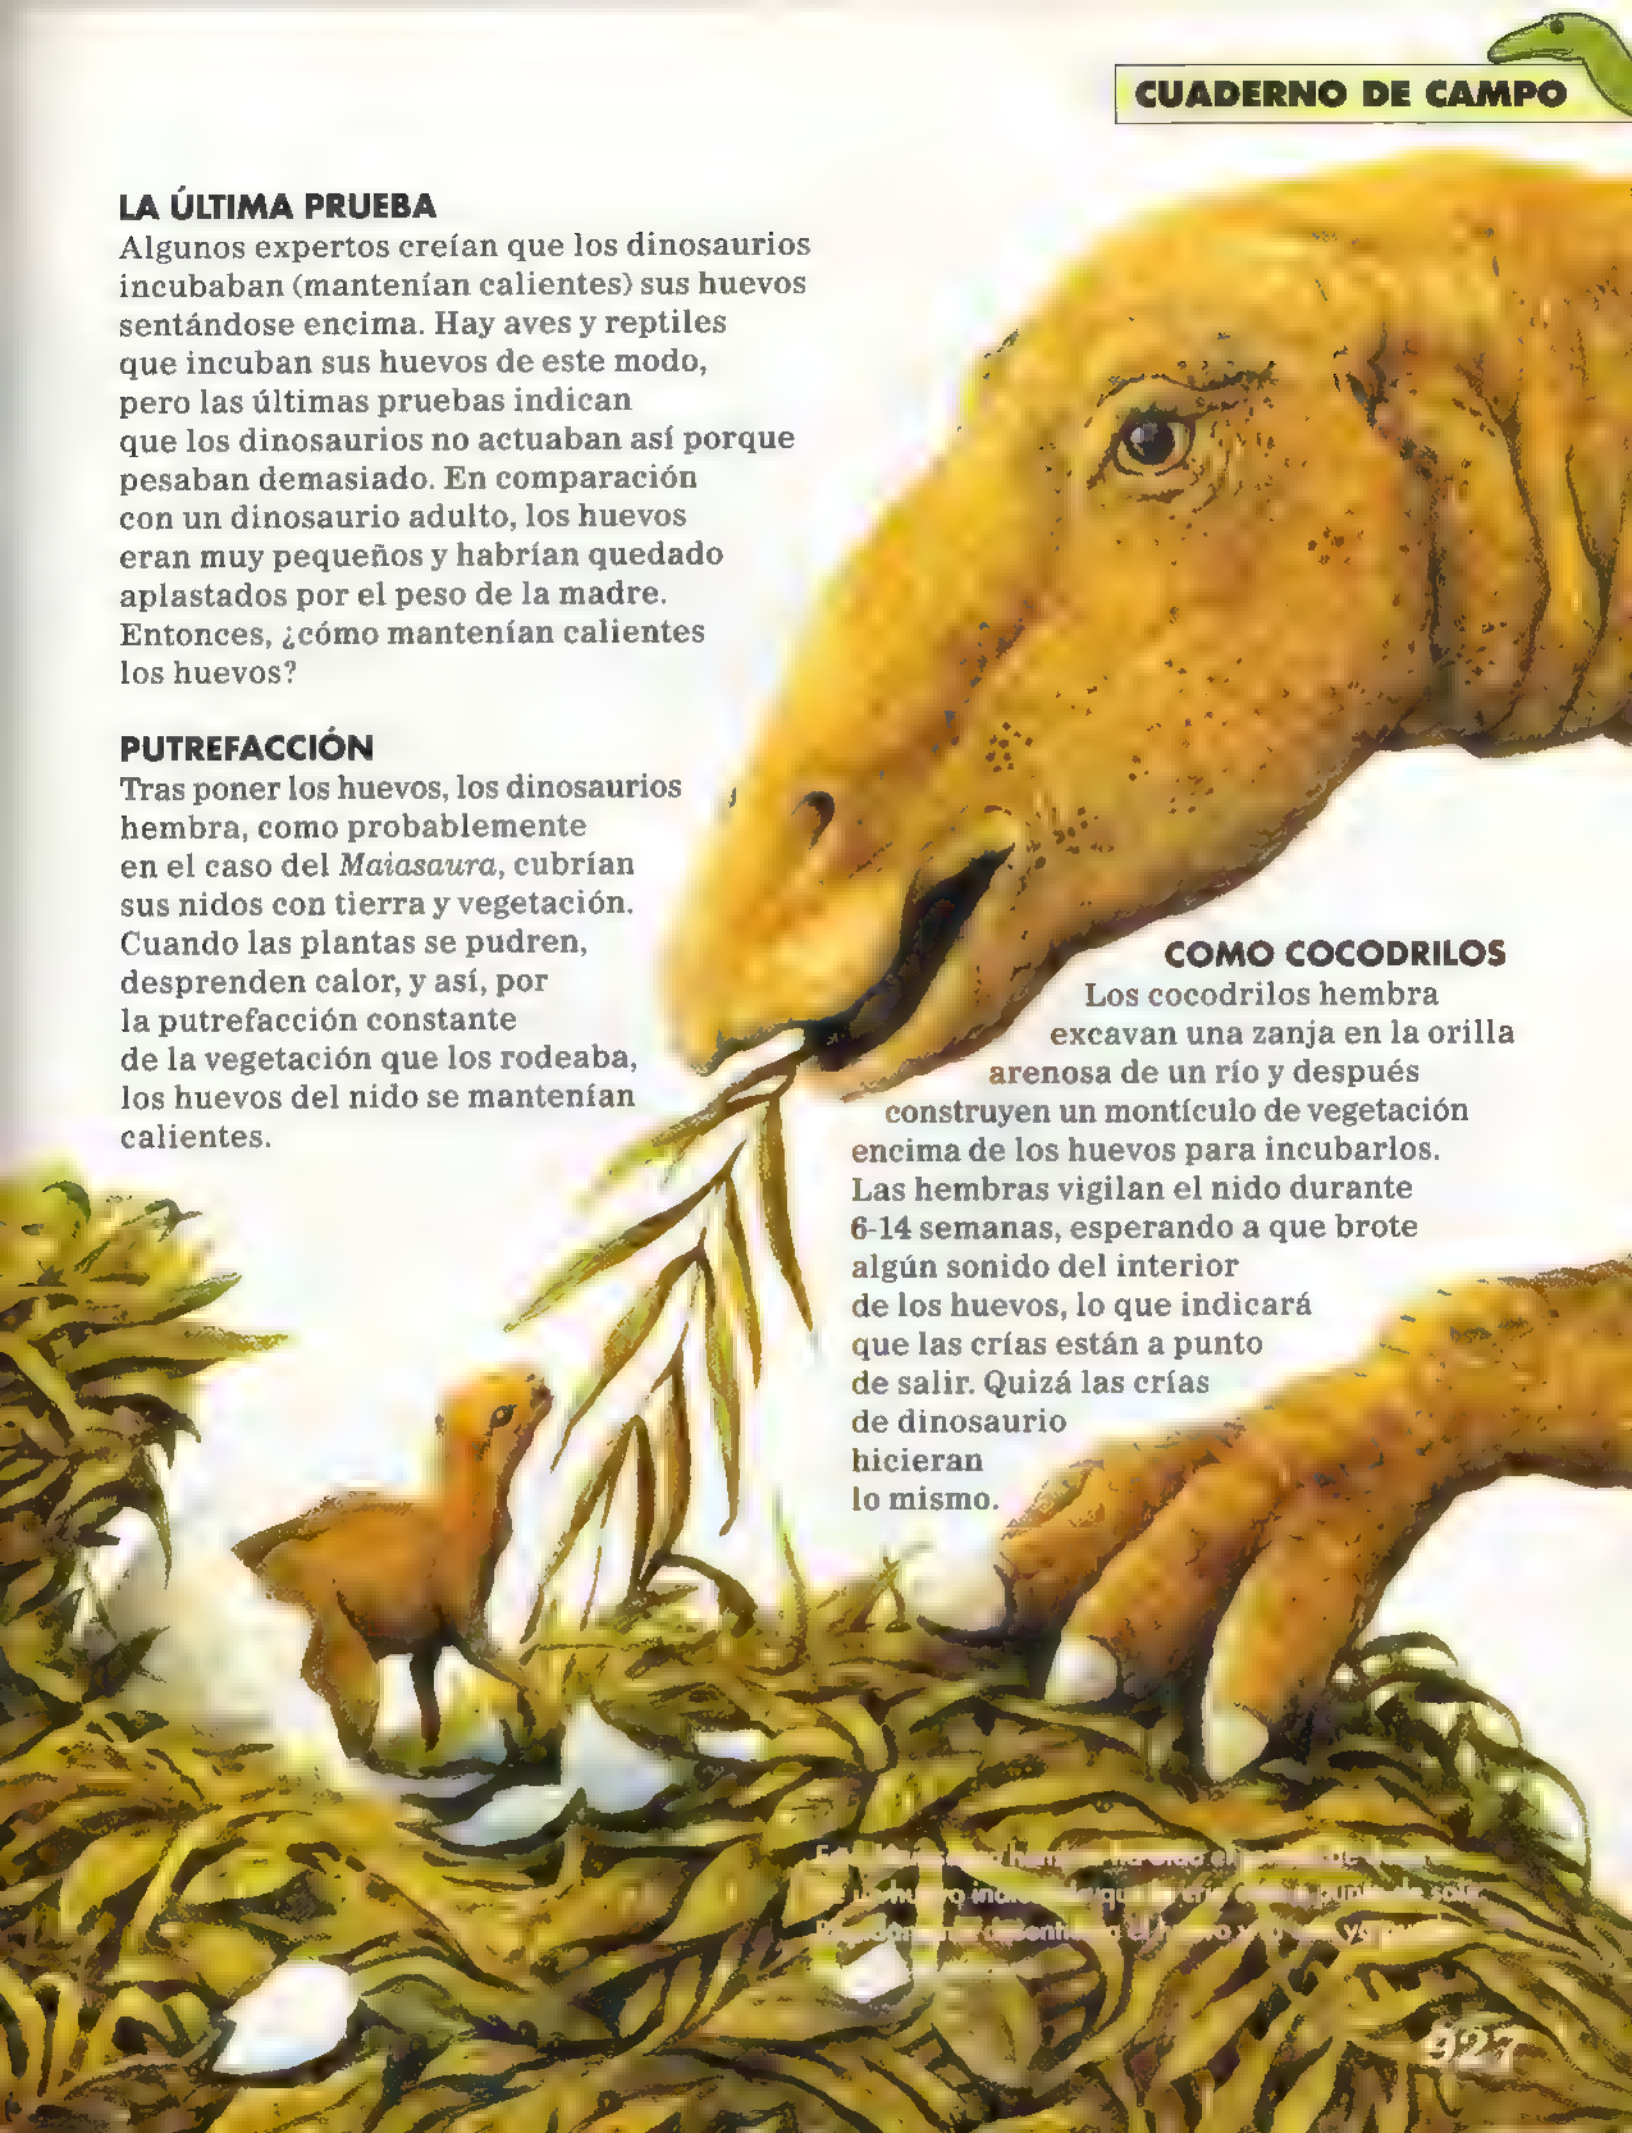 CUADERNO DE CAMPO
LA ÚLTIMA PRUEBA
Algunos expertos creían que los dinosaurios
incubaban (mantenían calientes) sus huevos
sentándose encima. Hay aves y reptiles
que incuban sus huevos de este modo,
pero las últimas pruebas indican
que los dinosaurios no actuaban así porque
pesaban demasiado. En comparación
con un dinosaurio adulto, los huevos
eran muy pequeños y habrían quedado
aplastados por el peso de la madre.
Entonces, ¿cómo mantenían calientes
los huevos?
PUTREFACCIÓN
Tras poner los huevos, los dinosaurios
hembra, como probablemente
en el caso del Maiasaura, cubrían
sus nidos con tierra y vegetación.
Cuando las plantas se pudren,
desprenden calor, y así, por
la putrefacción constante
de la vegetación que los rodeaba,
los huevos del nido se mantenían
calientes.
COMO COCODRILOS
Los cocodrilos hembra
excavan una zanja en la orilla
arenosa de un río y después
construyen un montículo de vegetación
encima de los huevos para incubarlos.
Las hembras vigilan el nido durante
6-14 semanas, esperando a que brote
algún sonido del interior
de los huevos, lo que indicará
que las crías están a punto
de salir. Quizá las crías
de dinosaurio
hicieran
lo mismo.
huevo que punto de salir.
el huevo y
927